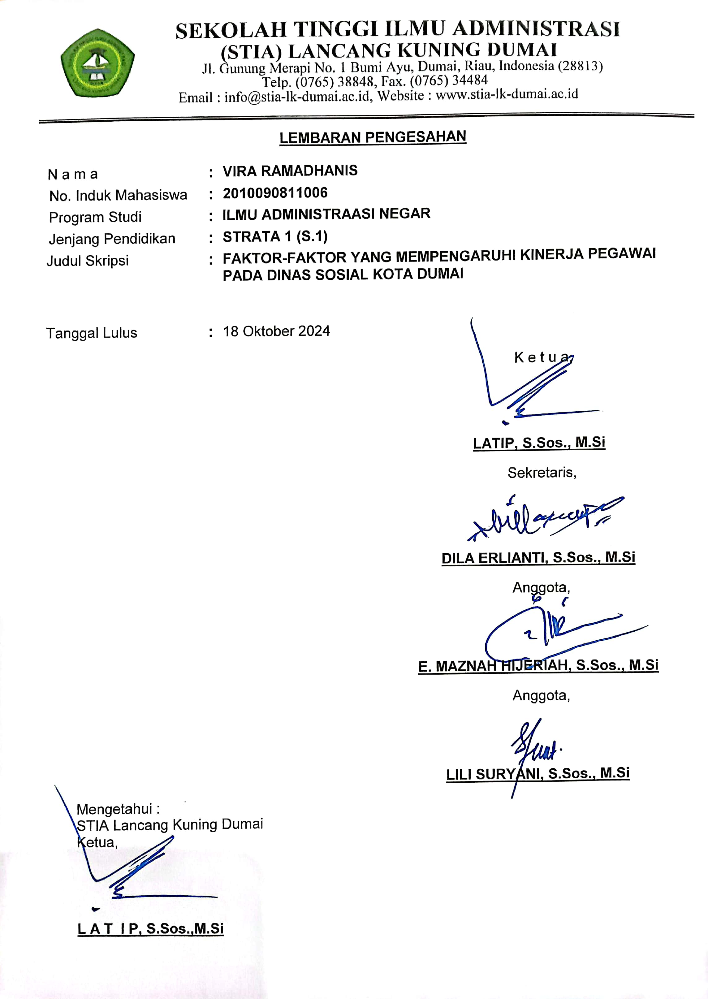 SEKOLAH TINGGI ILMU ADMINISTRASI
(STIA) LANCANG KUNING DUMAI
Jl. Gunung Merapi No. 1 Bumi Ayu, Dumai, Riau, Indonesia (28813)
Telp. (0765) 38848, Fax. (0765) 34484
Email : info@stia-lk-dumai.ac.id, Website : www.stia-lk-dumai.ac.id
LEMBARAN PENGESAHAN
N a m a : VIRA RAMADHANIS
No. Induk Mahasiswa : 2010090811006
Program Studi : ILMU ADMINISTRAASI NEGAR
Jenjang Pendidikan : STRATA 1 (S.1)
Judul Skripsi : FAKTOR-FAKTOR YANG MEMPENGARUHI KINERJA PEGAWAI
PADA DINAS SOSIAL KOTA DUMAI
Tanggal Lulus : 18 Oktober 2024
K e t u a,
LATIP, S.Sos., M.Si
Sekretaris,
DILA ERLIANTI, S.Sos., M.Si
Anggota,
E. MAZNAH HIJERIAH, S.Sos., M.Si
Anggota,
LILI SURYANI, S.Sos., M.Si
Mengetahui :
STIA Lancang Kuning Dumai
Ketua,
L A T I P, S.Sos.,M.Si